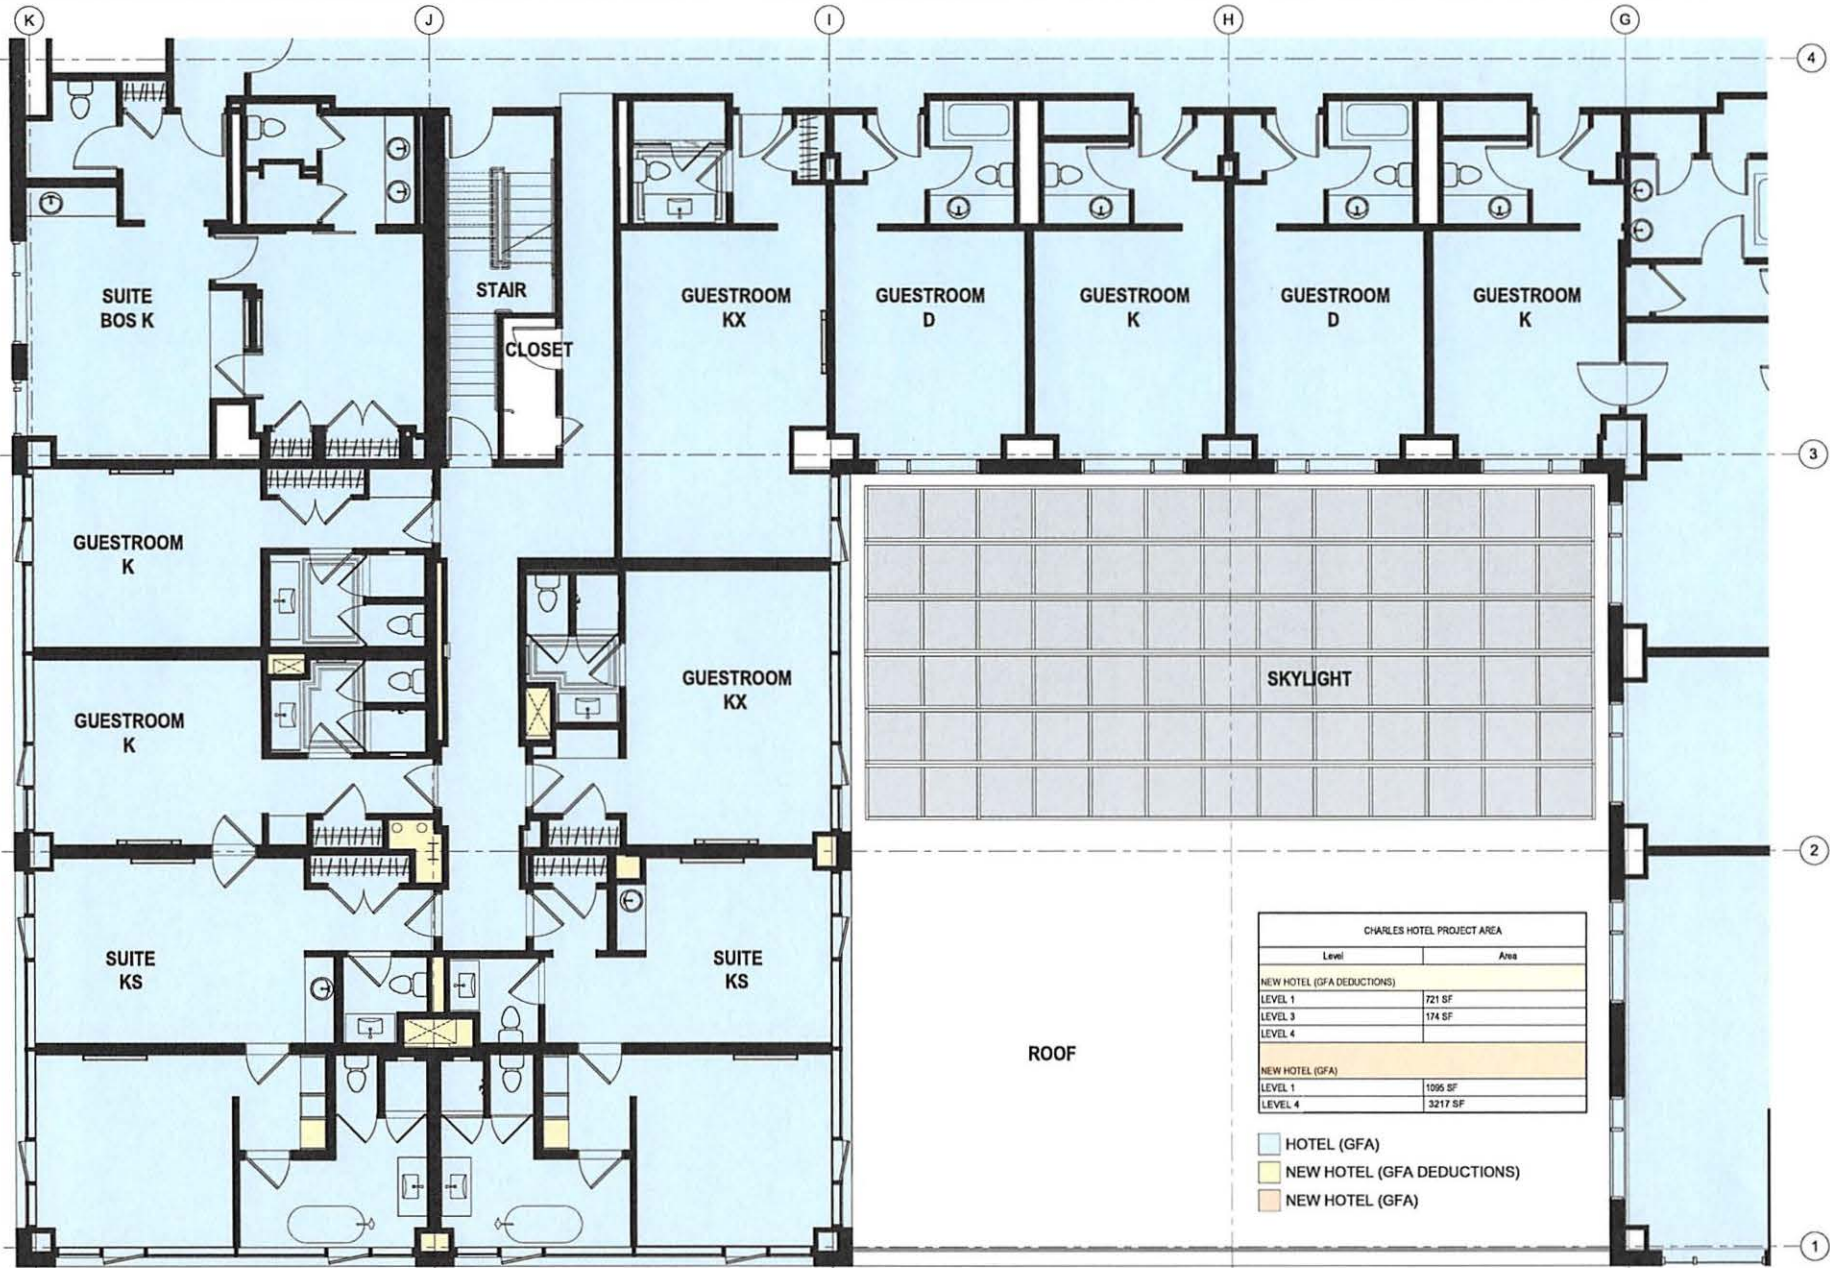 K
J
I
H
G
4
SUITE
BOS K
STAIR
CLOSET
GUESTROOM
KX
GUESTROOM
D
GUESTROOM
K
GUESTROOM
D
GUESTROOM
K
3
GUESTROOM
K
GUESTROOM
K
GUESTROOM
KX
SKYLIGHT
2
SUITE
KS
SUITE
KS
ROOF
CHARLES HOTEL PROJECT AREA
Level Area
NEW HOTEL (GFA DEDUCTIONS)
LEVEL 1 721 SF
LEVEL 3 174 SF
LEVEL 4
NEW HOTEL (GFA)
LEVEL 1 1095 SF
LEVEL 4 3217 SF
HOTEL (GFA)
NEW HOTEL (GFA DEDUCTIONS)
NEW HOTEL (GFA)
1